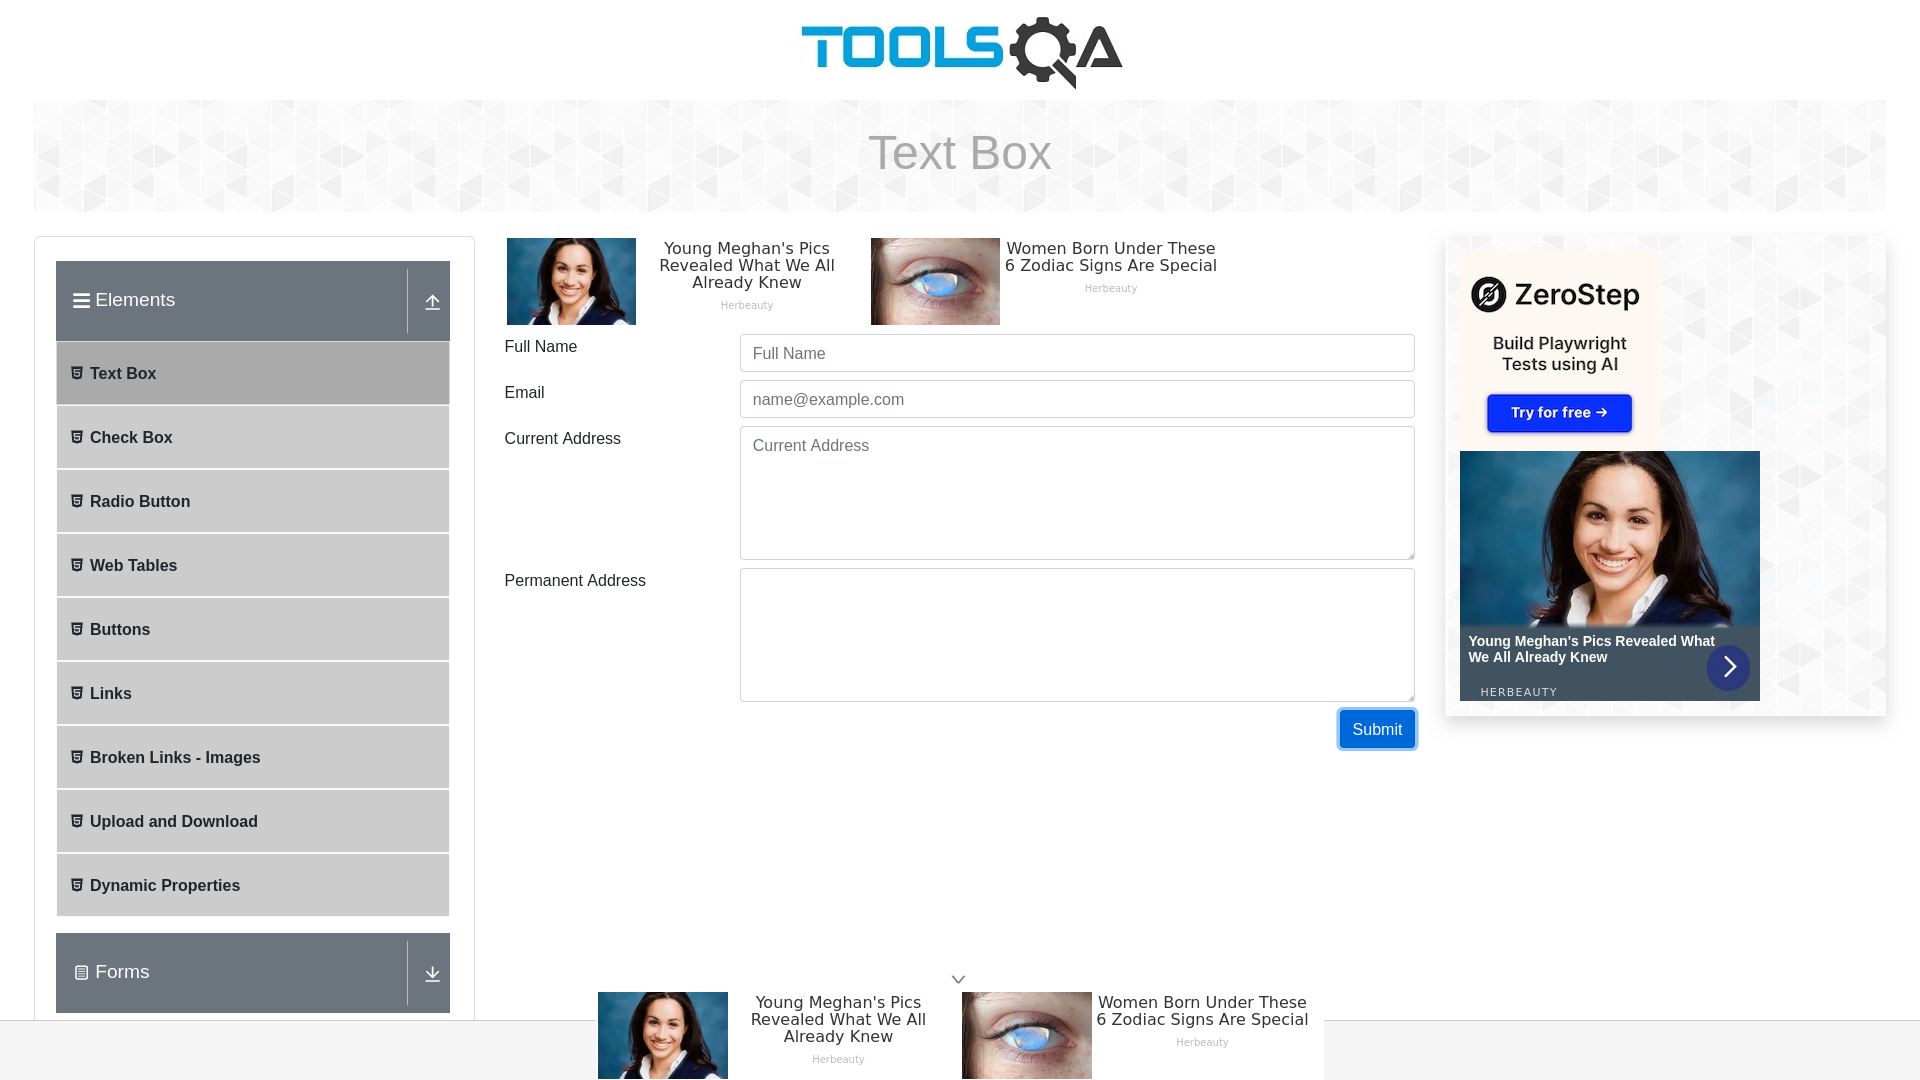 TOOLSQA
Text Box
Elements
Text Box
Check Box
Radio Button
Web Tables
Buttons
Links
Broken Links - Images
Upload and Download
Dynamic Properties
Forms
Young Meghan's Pics
Revealed What We All
Already Knew
Herbeauty
Women Born Under These
6 Zodiac Signs Are Special
Herbeauty
Full Name
Full Name
Email
name@example.com
Current Address
Current Address
Permanent Address
Submit
ZeroStep
Build Playwright
Tests using AI
Try for free →
Young Meghan's Pics Revealed What
We All Already Knew
HERBEAUTY
Young Meghan's Pics
Revealed What We All
Already Knew
Herbeauty
Women Born Under These
6 Zodiac Signs Are Special
Herbeauty